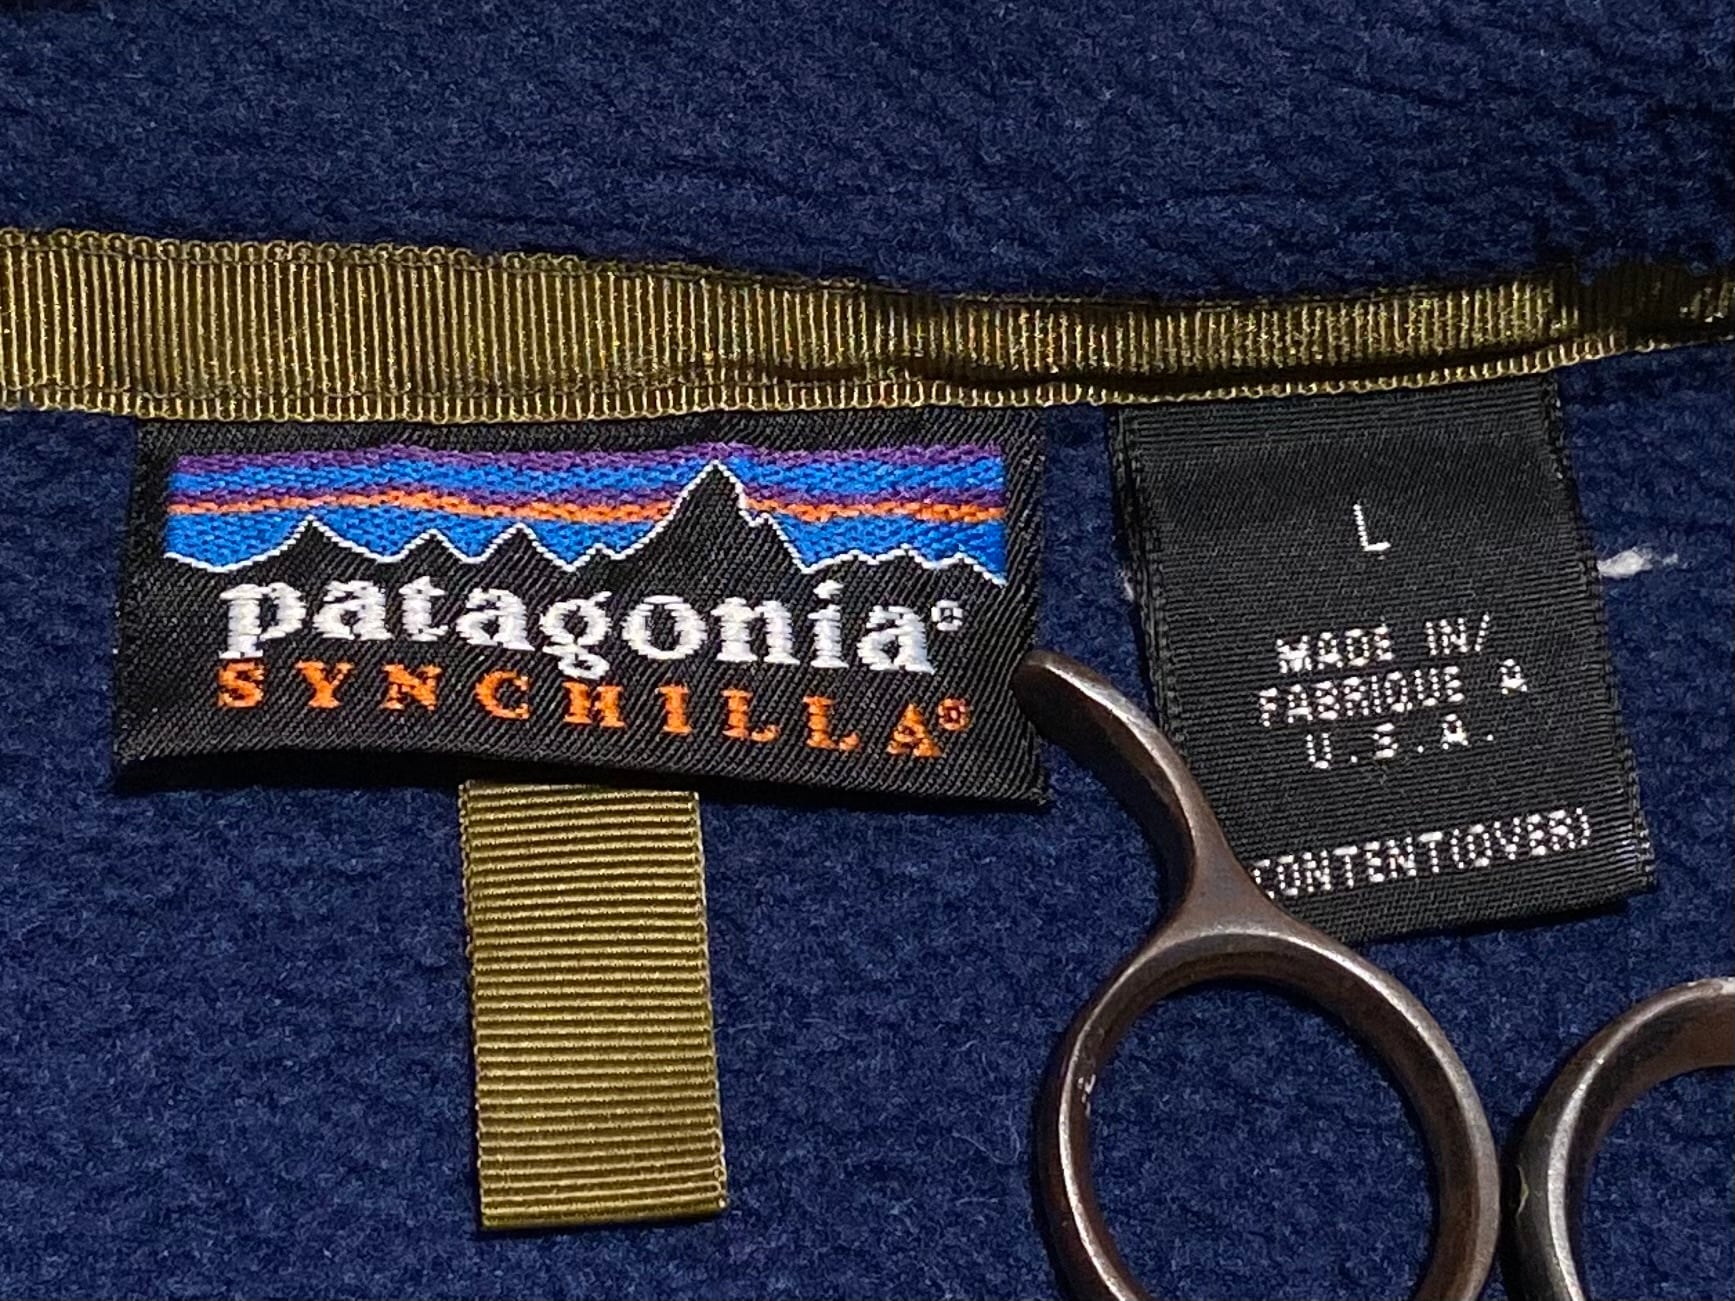 patagonia®
SYNCHILLA®
L
MADE IN/
FABRIQUE A
U.S.A.
CONTENT(OVER)